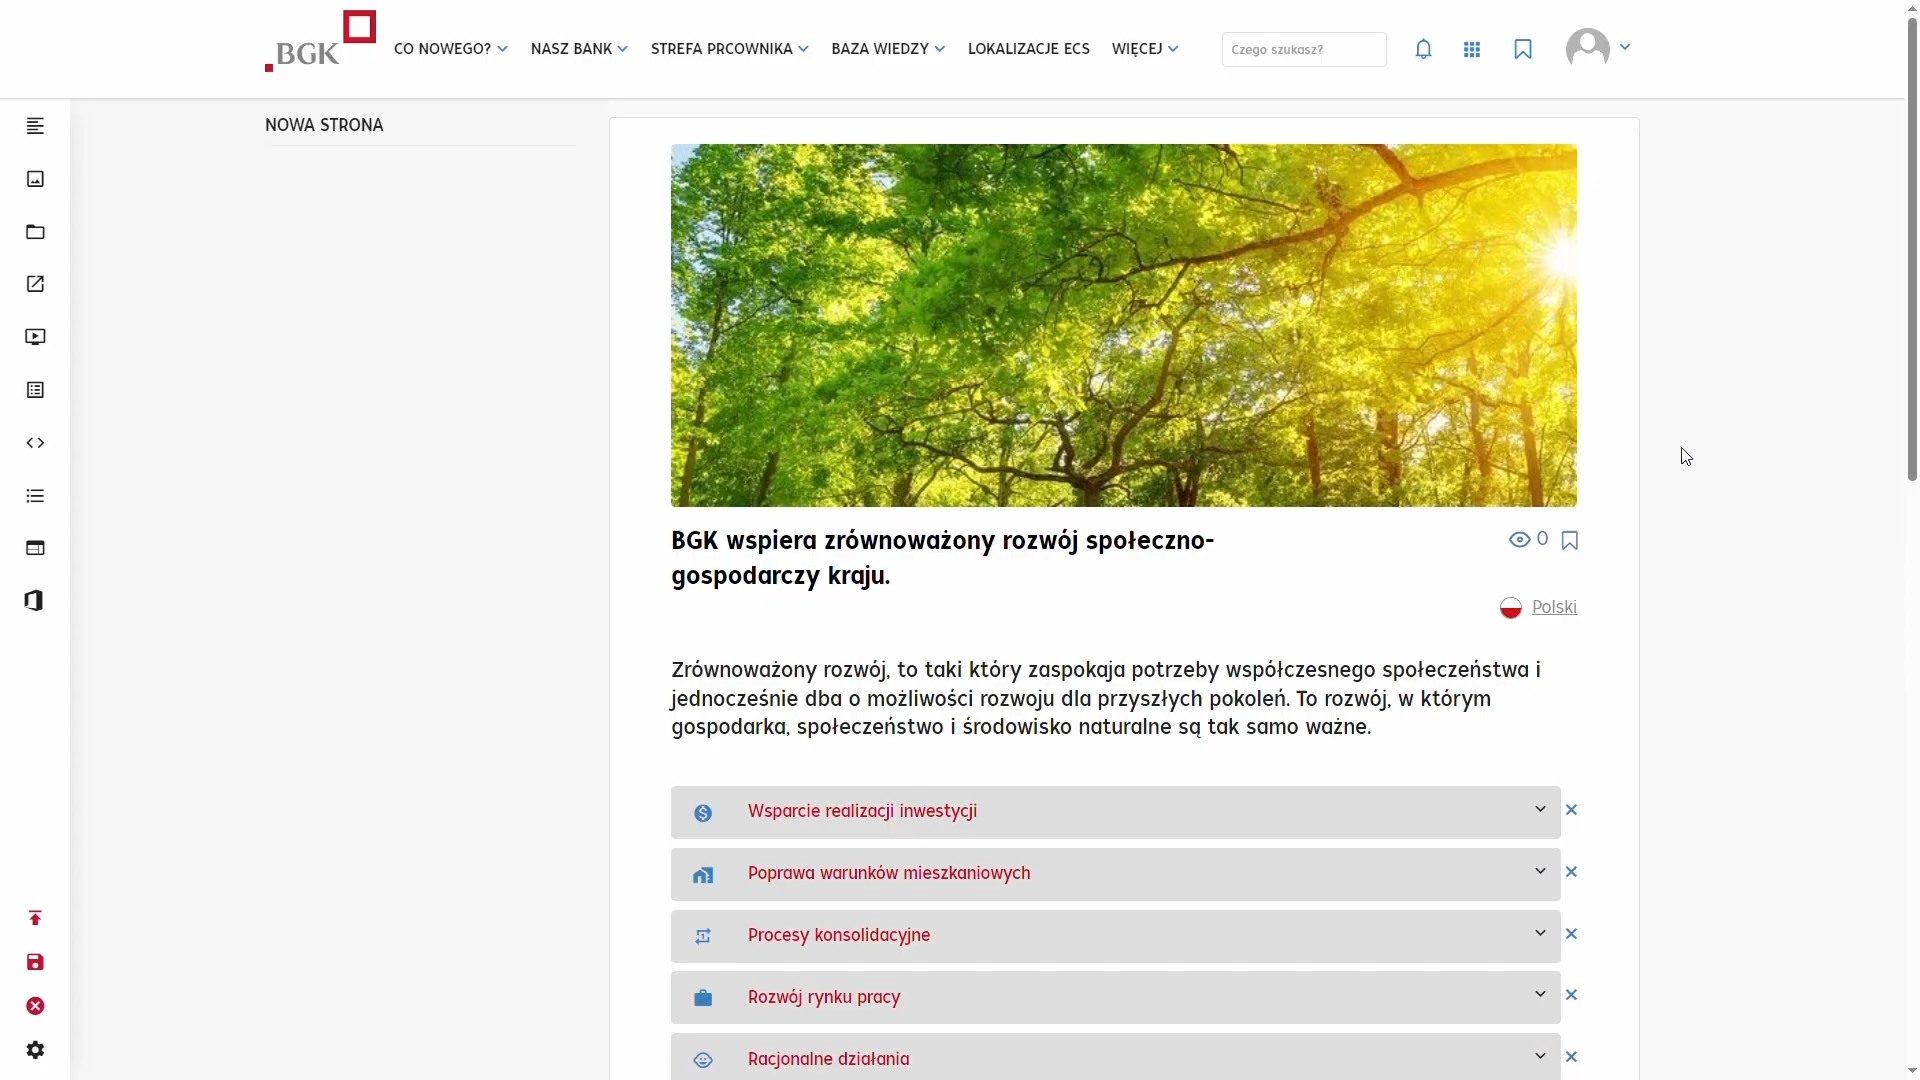 BGK
CO NOWEGO?
NASZ BANK
STREFA PRCOWNIKA
BAZA WIEDZY
LOKALIZACJE ECS
WIĘCEJ
Czego szukasz?
NOWA STRONA
BGK wspiera zrównoważony rozwój społeczno-
gospodarczy kraju.
0
Polski
Zrównoważony rozwój, to taki który zaspokaja potrzeby współczesnego społeczeństwa i
jednocześnie dba o możliwości rozwoju dla przyszłych pokoleń. To rozwój, w którym
gospodarka, społeczeństwo i środowisko naturalne są tak samo ważne.
Wsparcie realizacji inwestycji
Poprawa warunków mieszkaniowych
Procesy konsolidacyjne
Rozwój rynku pracy
Racjonalne działania